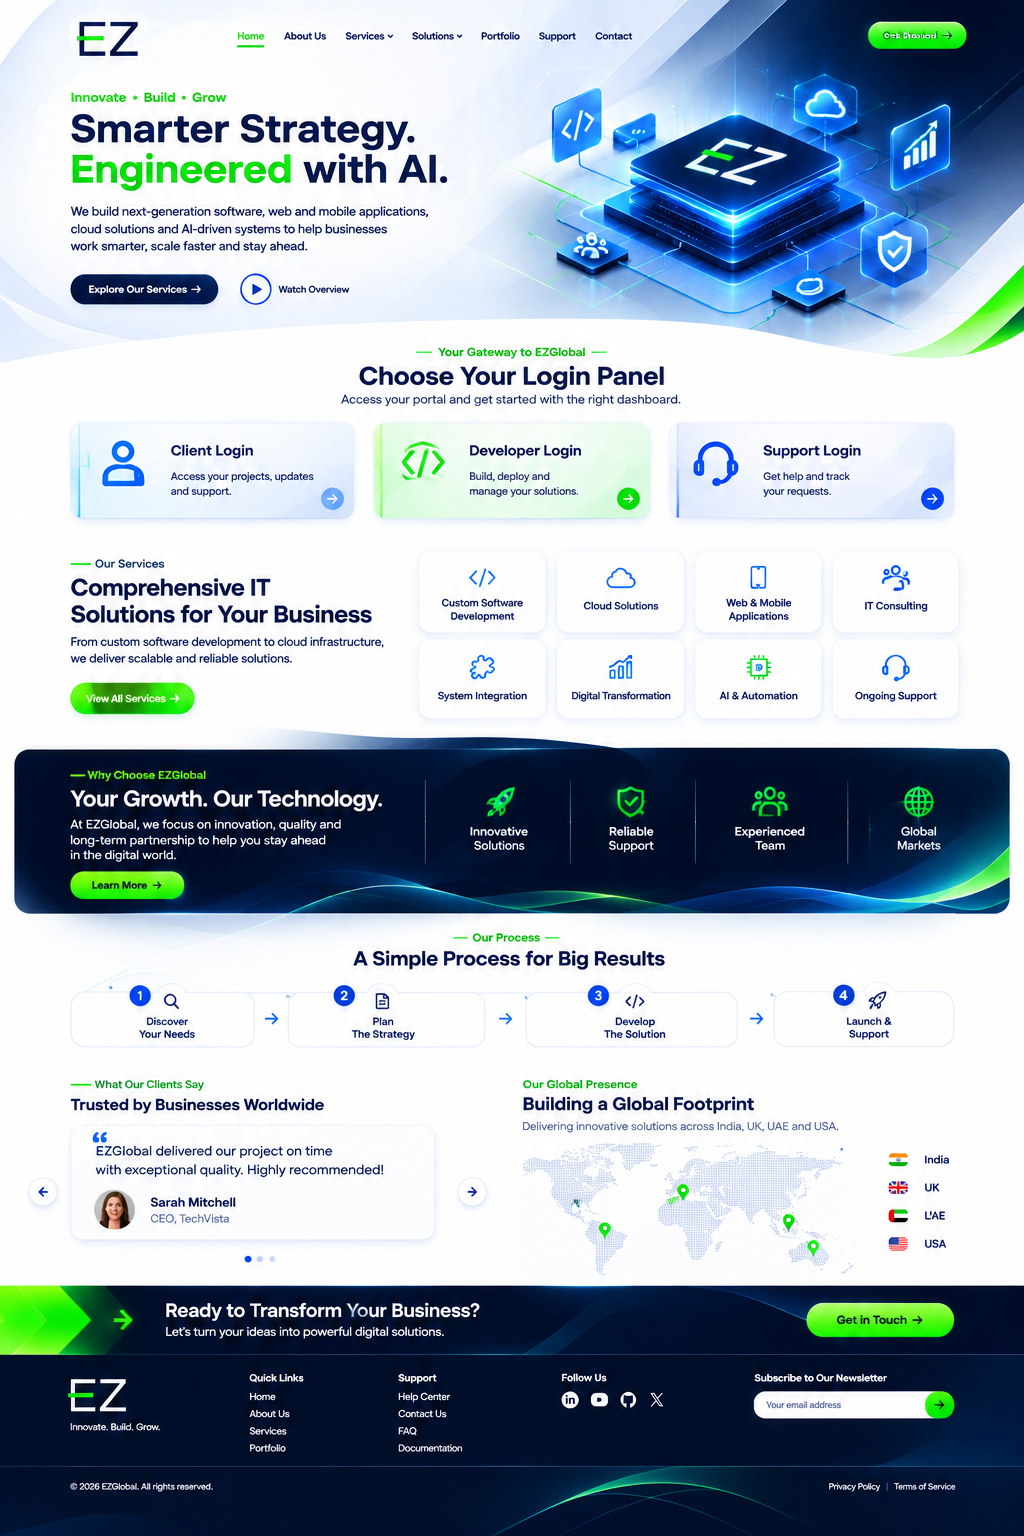 EZ
Home
About Us
Services
Solutions
Portfolio
Support
Contact
Innovate • Build • Grow
Smarter Strategy.
Engineered with AI.
We build next-generation software, web and mobile applications,
cloud solutions and AI-driven systems to help businesses
work smarter, scale faster and stay ahead.
Explore Our Services →
Watch Overview
</>
</>
EZ
Your Gateway to EZGlobal
Choose Your Login Panel
Access your portal and get started with the right dashboard.
Client Login
Access your projects, updates
and support.
</>
Developer Login
Build, deploy and
manage your solutions.
Support Login
Get help and track
your requests.
Our Services
Comprehensive IT
Solutions for Your Business
From custom software development to cloud infrastructure,
we deliver scalable and reliable solutions.
View All Services →
</>
Custom Software
Development
Cloud Solutions
Web & Mobile
Applications
IT Consulting
System Integration
Digital Transformation
AI & Automation
Ongoing Support
Why Choose EZGlobal
Your Growth. Our Technology.
At EZGlobal, we focus on innovation, quality and
long-term partnership to help you stay ahead
in the digital world.
Learn More →
Innovative
Solutions
Reliable
Support
Experienced
Team
Global
Markets
Our Process
A Simple Process for Big Results
1
Discover
Your Needs
2
Plan
The Strategy
3
</>
Develop
The Solution
4
Launch &
Support
What Our Clients Say
Trusted by Businesses Worldwide
“
EZGlobal delivered our project on time
with exceptional quality. Highly recommended!
Sarah Mitchell
CEO, TechVista
Our Global Presence
Building a Global Footprint
Delivering innovative solutions across India, UK, UAE and USA.
India
UK
L'AE
USA
Ready to Transform Your Business?
Let's turn your ideas into powerful digital solutions.
Get in Touch →
EZ
Innovate. Build. Grow.
Quick Links
Home
About Us
Services
Portfolio
Support
Help Center
Contact Us
FAQ
Documentation
Follow Us
in
X
Subscribe to Our Newsletter
Your email address
© 2026 EZGlobal. All rights reserved.
Privacy Policy | Terms of Service